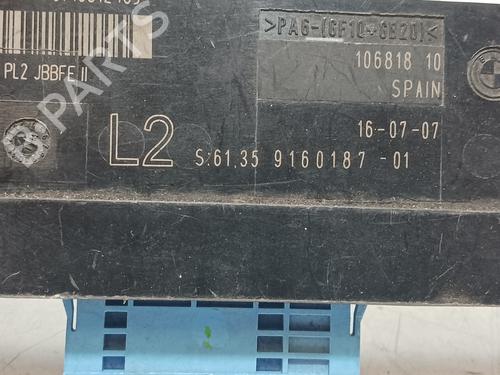 >PA6-(GF10+GB20)<
PL2 JBBFE II
106818 10
SPAIN
16-07-07
L2
S:61.35 9160187 -01
B-PARTS